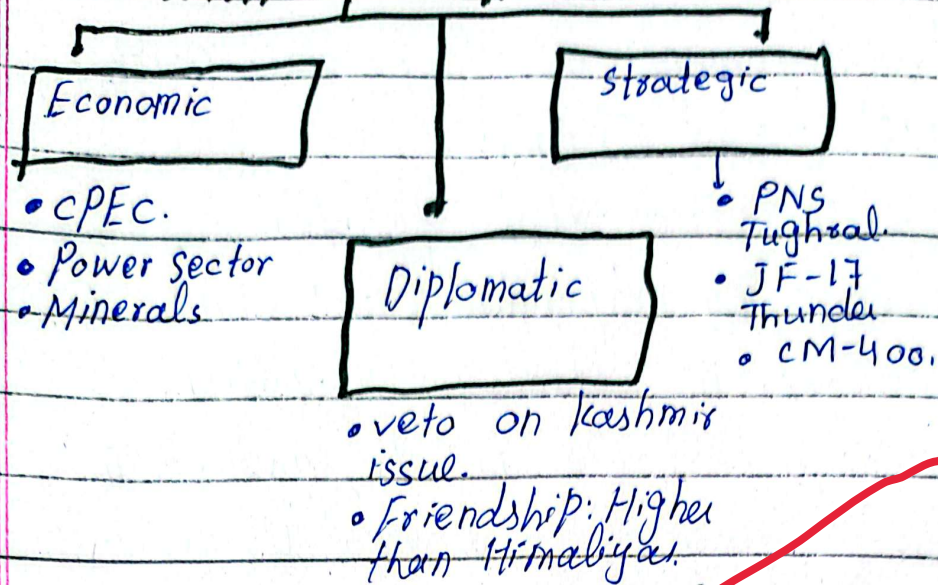 Economic
• CPEC.
• Power sector
• Minerals
Diplomatic
• veto on Kashmir
issue.
• Friendship: Higher
than Himaliyas.
Strategic
• PNS
Tughral.
• JF-17
Thunder
• CM-400.